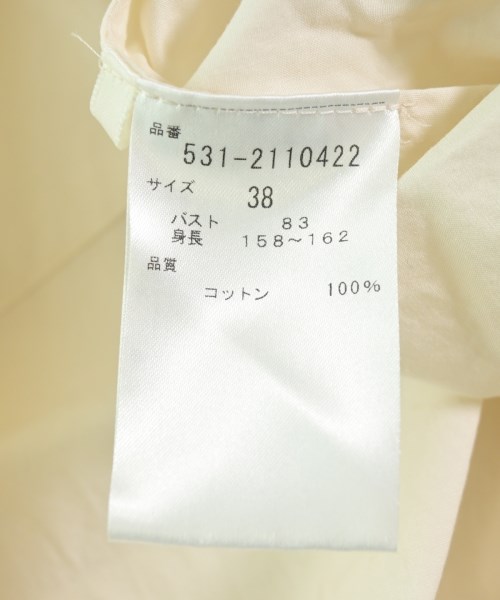 品番
531-2110422
サイズ
38
バスト 83
身長 158～162
品質
コットン 100%